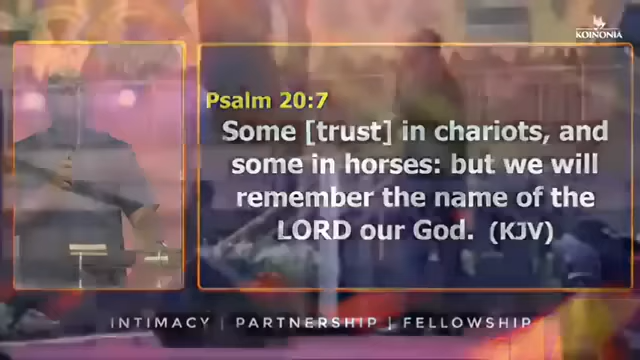 KOINONIA
Psalm 20:7
Some [trust] in chariots, and
some in horses: but we will
remember the name of the
LORD our God. (KJV)
INTIMACY | PARTNERSHIP | FELLOWSHIP